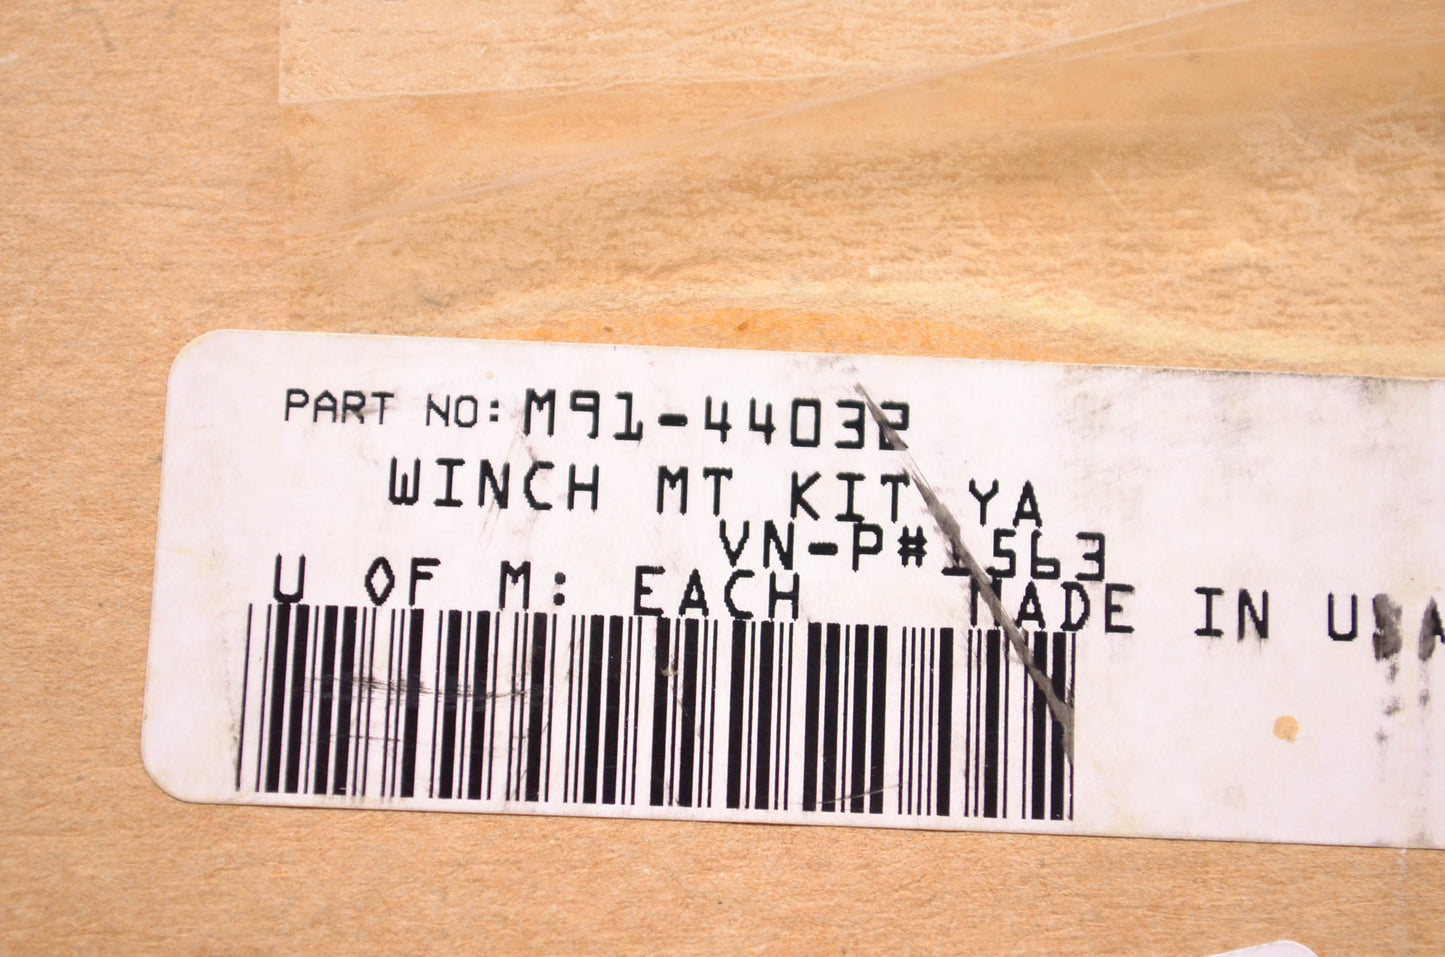 PART NO: M91-44032
WINCH MT KIT YA
VN-P# 1563
U OF M: EACH MADE IN USA